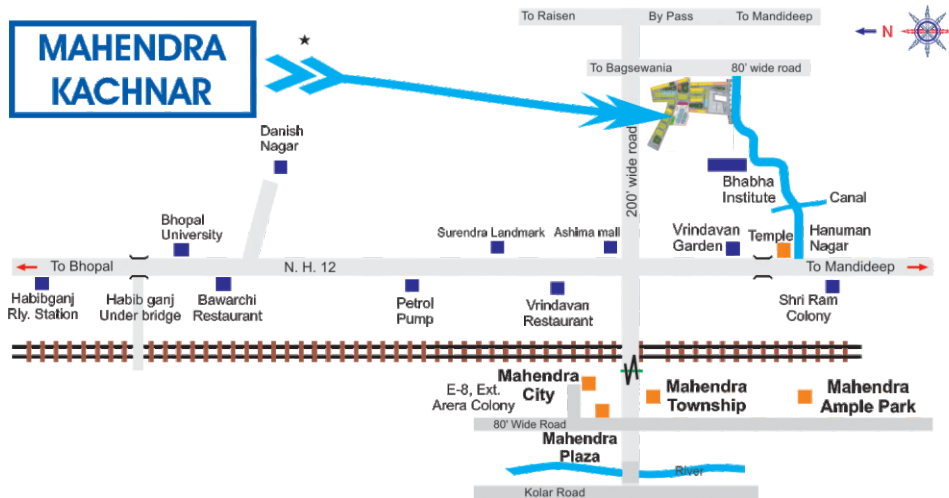 To Raisen By Pass To Mandideep
N
MAHENDRA
KACHNAR
To Bagsewania 80' wide road
200' wide road
Danish
Nagar
Bhabha
Institute
Canal
Bhopal
University
Surendra Landmark
Ashima mall
Vrindavan
Garden
Temple
Hanuman
Nagar
To Bhopal
N. H. 12
To Mandideep
Habibganj
Rly. Station
Habib ganj
Under bridge
Bawarchi
Restaurant
Petrol
Pump
Vrindavan
Restaurant
Shri Ram
Colony
E-8, Ext.
Arera Colony
Mahendra
City
Mahendra
Township
Mahendra
Ample Park
80' Wide Road
Mahendra
Plaza
River
Kolar Road